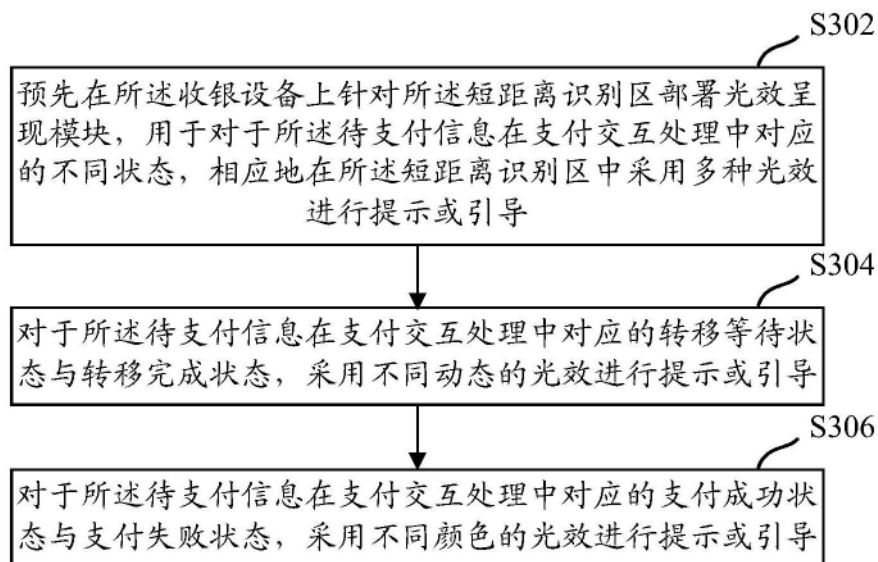 S302
预先在所述收银设备上针对所述短距离识别区部署光效呈
现模块，用于对于所述待支付信息在支付交互处理中对应
的不同状态，相应地在所述短距离识别区中采用多种光效
进行提示或引导
S304
对于所述待支付信息在支付交互处理中对应的转移等待状
态与转移完成状态，采用不同动态的光效进行提示或引导
S306
对于所述待支付信息在支付交互处理中对应的支付成功状
态与支付失败状态，采用不同颜色的光效进行提示或引导